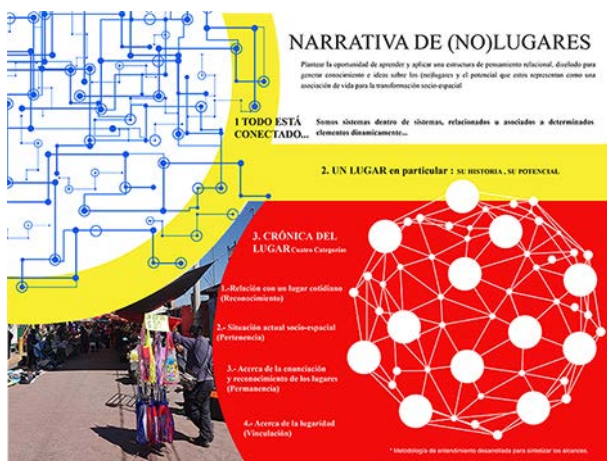 NARRATIVA DE (NO)LUGARES
Plantear la oportunidad de aprender y aplicar una estructura de pensamiento relacional, diseñado para
generar conocimiento e ideas sobre los (no)lugares y el potencial que estos representan como una
asociación de vida para la transformación socio-espacial
1 TODO ESTÁ
CONECTADO...
Somos sistemas dentro de sistemas, relacionados u asociados a determinados
elementos dinamicamente...
2. UN LUGAR en particular : SU HISTORIA , SU POTENCIAL
3. CRÓNICA DEL
LUGAR Cuatro Categorías
1.-Relación con un lugar cotidiano
(Reconocimiento)
2.- Situación actual socio-espacial
(Pertenencia)
3.- Acerca de la enunciación
y reconocimiento de los lugares
(Permanencia)
4.- Acerca de la lugaridad
(Vinculación)
* Metodología de entendimiento desarrollada para sintetizar los alcances.